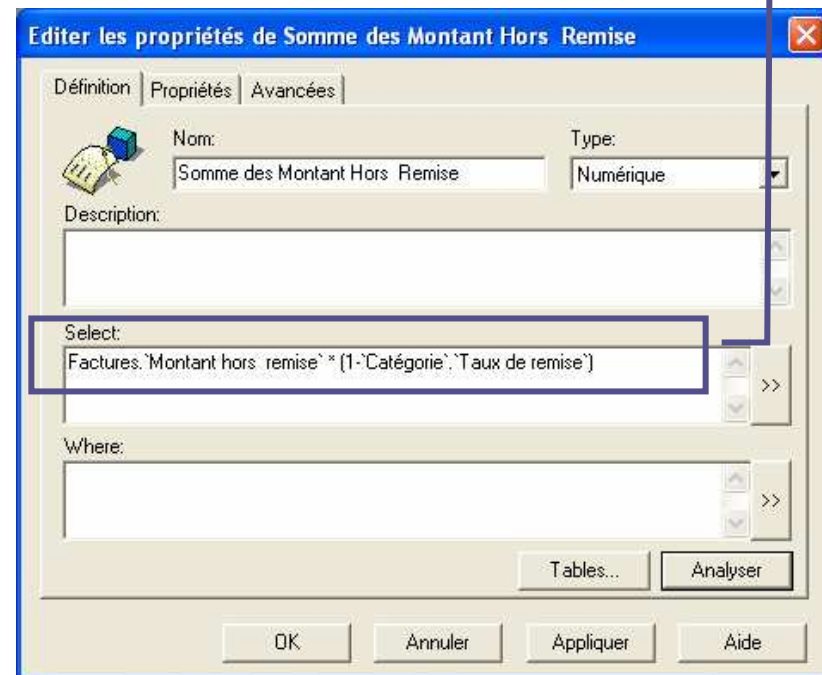 Editer les propriétés de Somme des Montant Hors  Remise
Définition Propriétés Avancées
Nom: Type:
Somme des Montant Hors  Remise Numérique
Description:
Select:
Factures.`Montant hors  remise` * (1-`Catégorie`.`Taux de remise`)
>>
Where:
>>
Tables... Analyser
OK Annuler Appliquer Aide